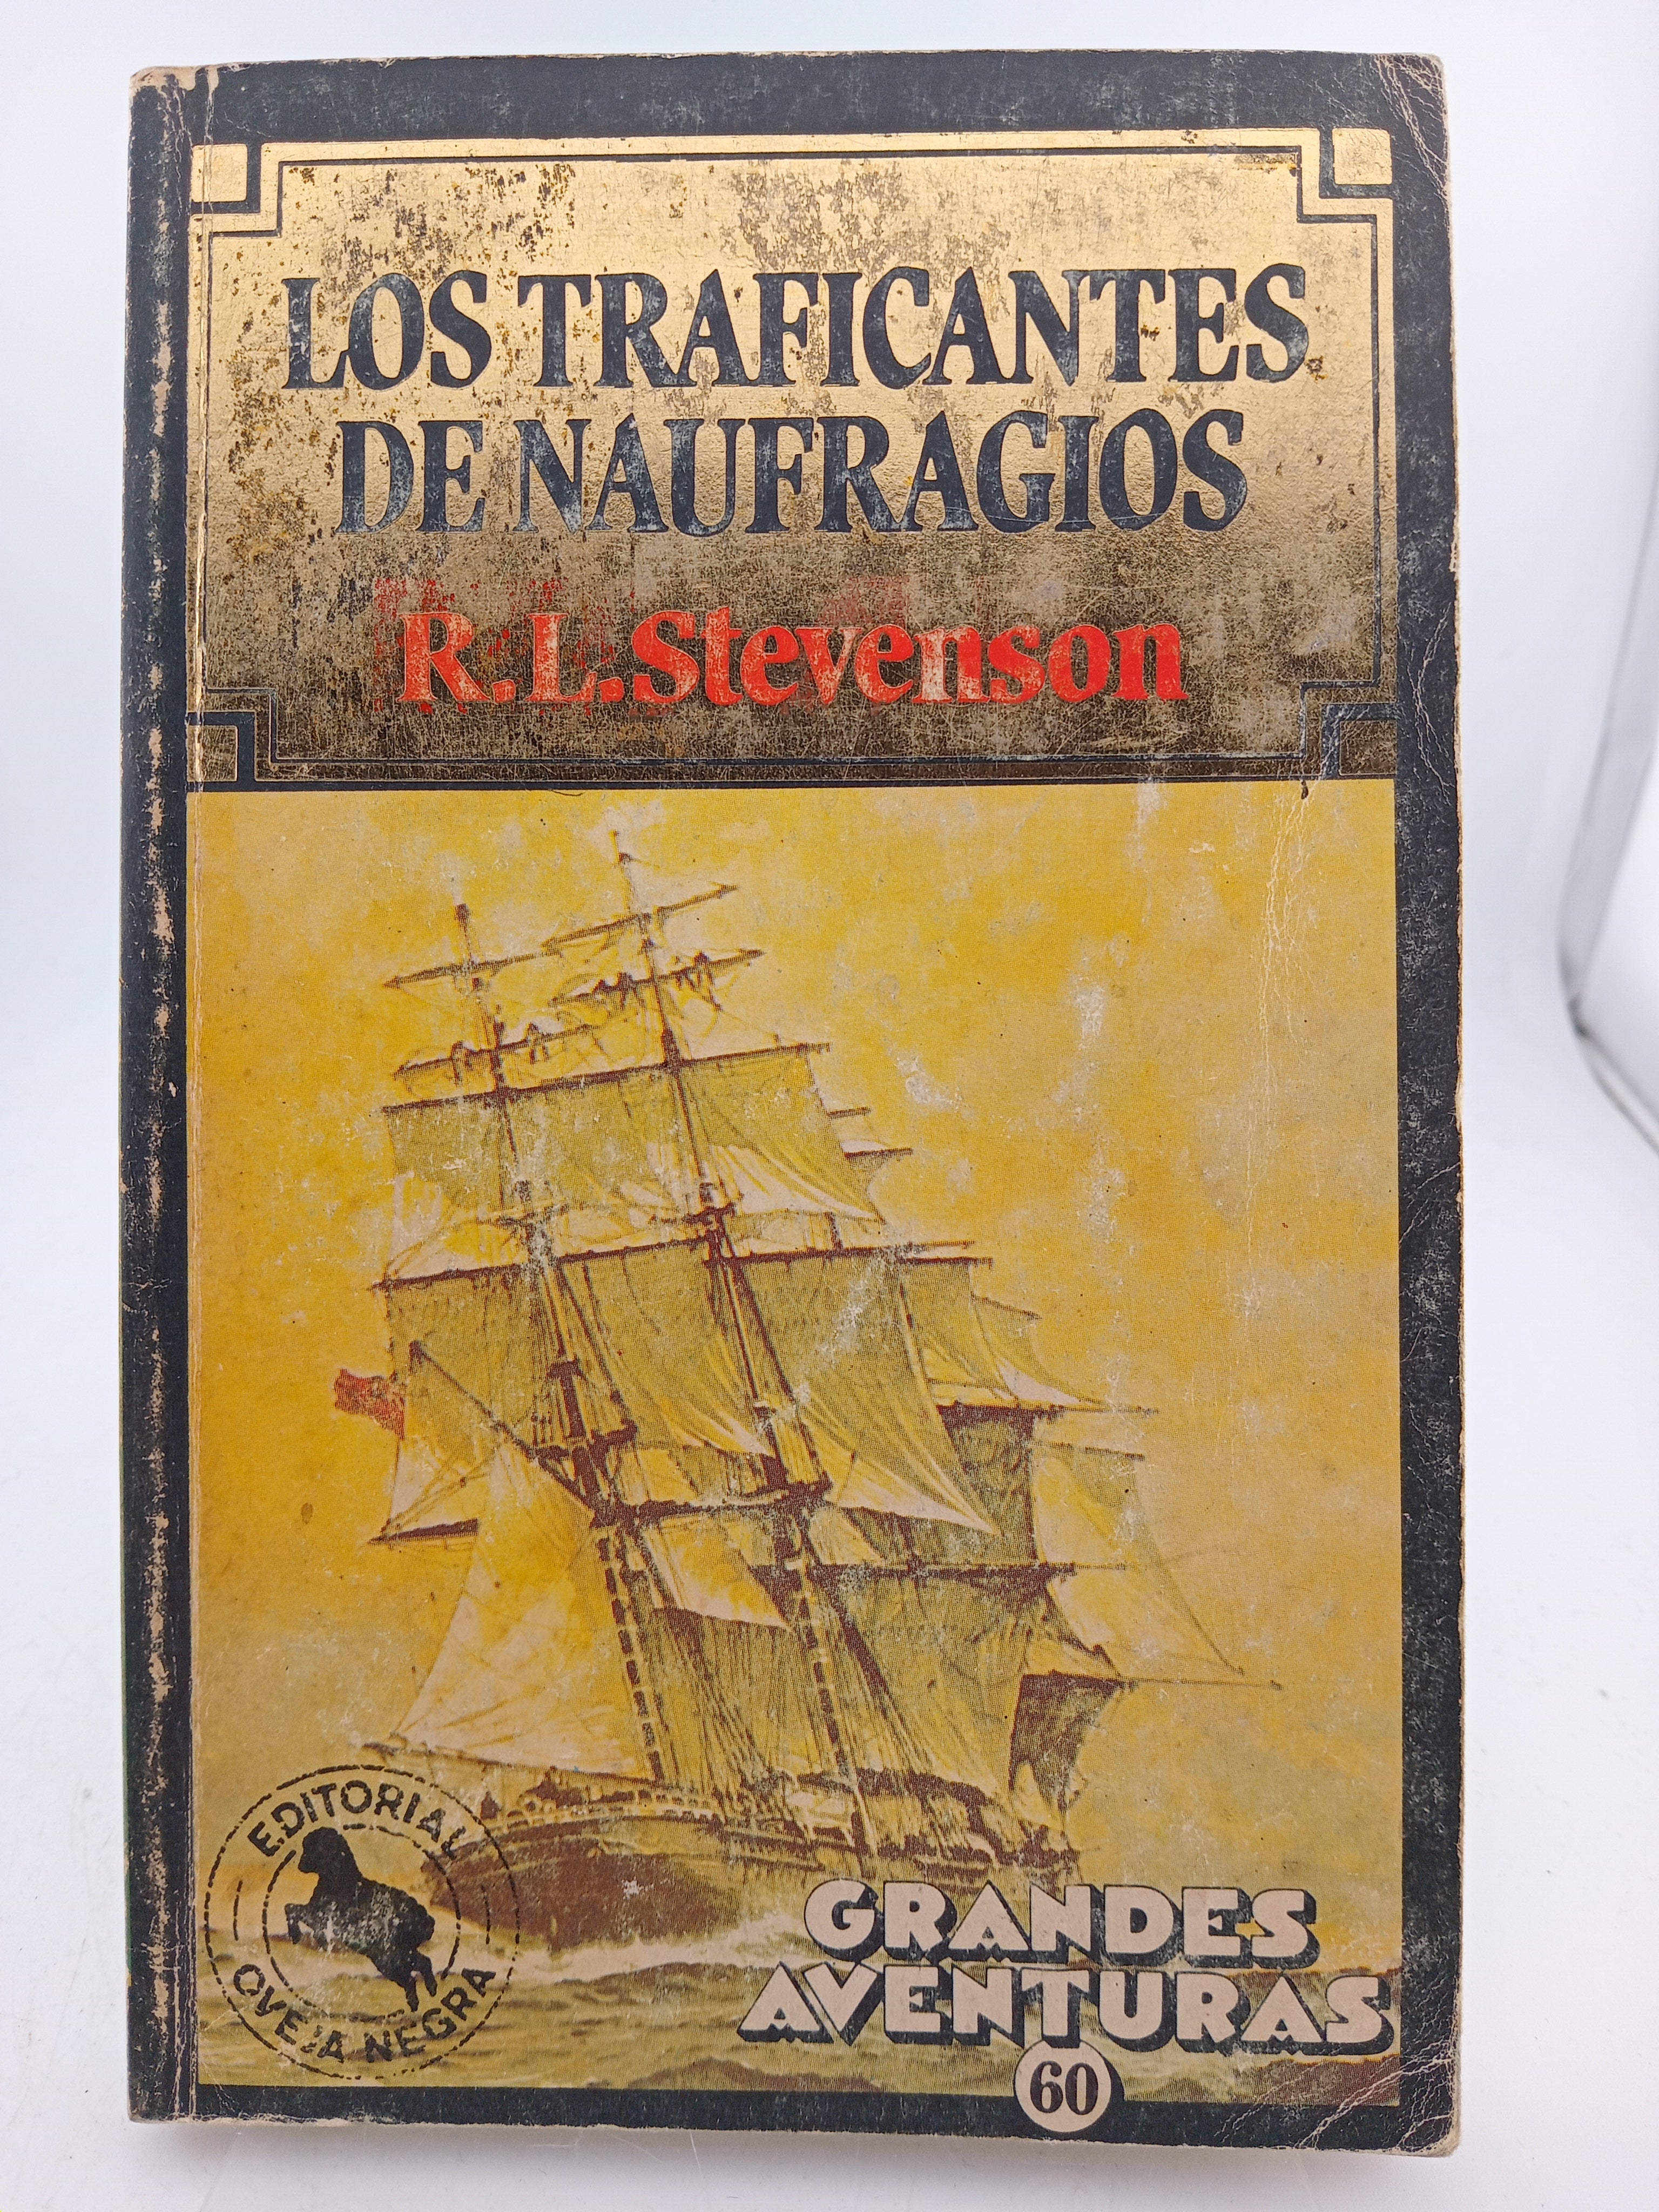 LOS TRAFICANTES
DE NAUFRAGIOS
R.L.Stevenson
EDITORIAL
OVEJA NEGRA
GRANDES
AVENTURAS
60